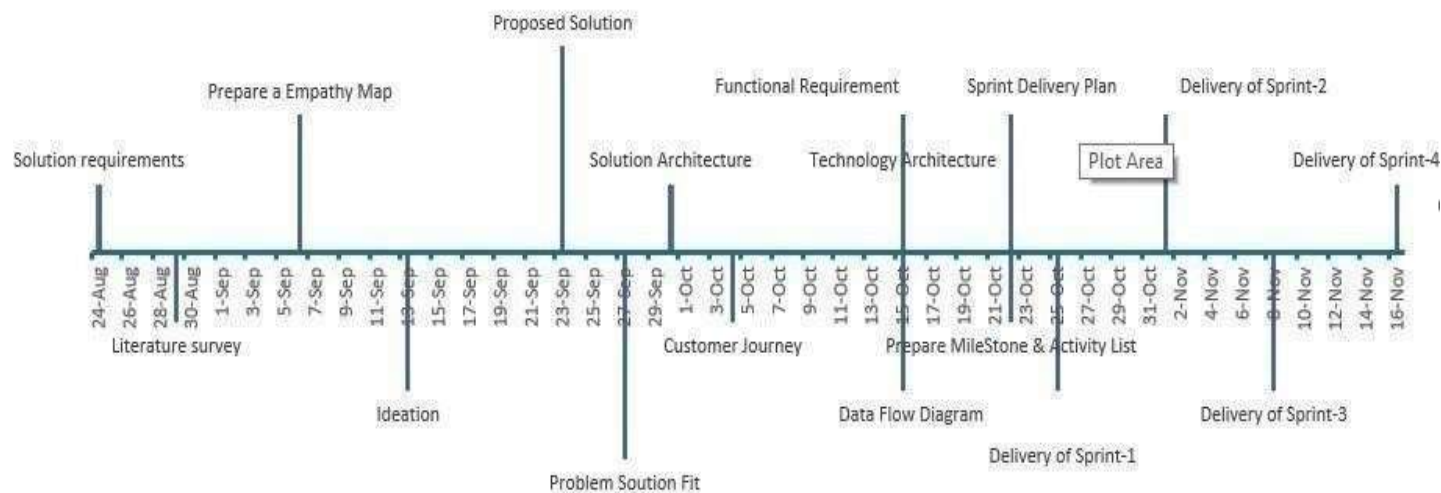 Proposed Solution
Prepare a Empathy Map
Functional Requirement
Sprint Delivery Plan
Delivery of Sprint-2
Solution requirements
Solution Architecture
Technology Architecture
Plot Area
Delivery of Sprint-4
24-Aug
26-Aug
28-Aug
30-Aug
1-Sep
3-Sep
5-Sep
7-Sep
9-Sep
11-Sep
13-Sep
15-Sep
17-Sep
19-Sep
21-Sep
23-Sep
25-Sep
27-Sep
29-Sep
1-Oct
3-Oct
5-Oct
7-Oct
9-Oct
11-Oct
13-Oct
15-Oct
17-Oct
19-Oct
21-Oct
23-Oct
25-Oct
27-Oct
29-Oct
31-Oct
2-Nov
4-Nov
6-Nov
8-Nov
10-Nov
12-Nov
14-Nov
16-Nov
Literature survey
Customer Journey
Prepare MileStone & Activity List
Ideation
Data Flow Diagram
Delivery of Sprint-3
Delivery of Sprint-1
Problem Soution Fit